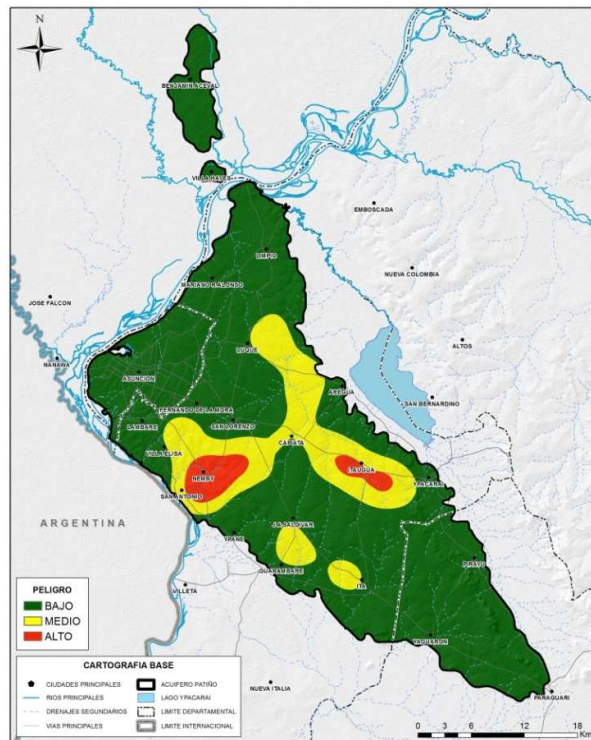 N
BENJAMIN ACEVAL
VILLA HAYES
EMBOSCADA
LIMPIO
NUEVA COLOMBIA
MARIANO R.ALONSO
JOSE FALCON
LUQUE
ALTOS
NANAWA
ASUNCION
AREGUA
SAN BERNARDINO
FERNANDO DE LA MORA
LAMBARE
SAN LORENZO
CAPIATA
VILLA ELISA
ITAUGUA
ÑEMBY
YPACARAI
SAN ANTONIO
ARGENTINA
J.A.SALDIVAR
YPANE
PIRAYU
GUARAMBARE
VILLETA
ITA
PELIGRO
BAJO
MEDIO
ALTO
YAGUARON
CARTOGRAFIA BASE
CIUDADES PRINCIPALES
RIOS PRINCIPALES
DRENAJES SEGUNDARIOS
VIAS PRINCIPALES
ACUIFERO PATIÑO
LAGO YPACARAI
LIMITE DEPARTAMENTAL
LIMITE INTERNACIONAL
NUEVA ITALIA
PARAGUARI
0 3 6 12 18
Km